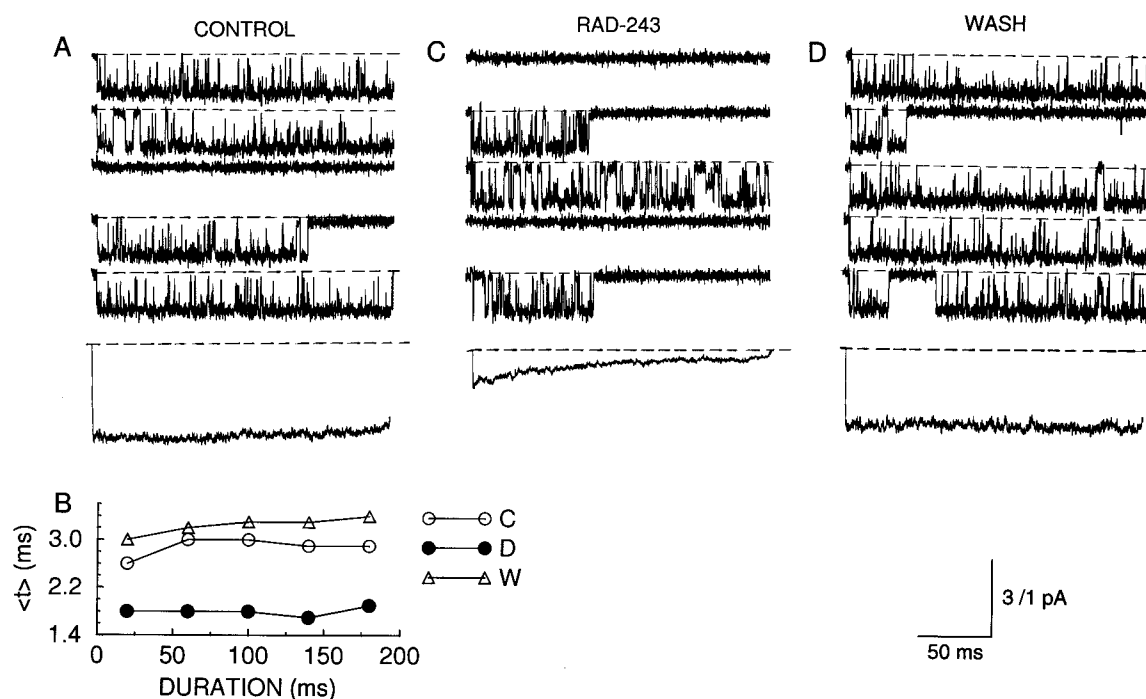 A
CONTROL
C
RAD-243
D
WASH
B
<t> (ms)
3.0
2.2
1.4
0
50
100
150
200
DURATION (ms)
C
D
W
3 /1 pA
50 ms